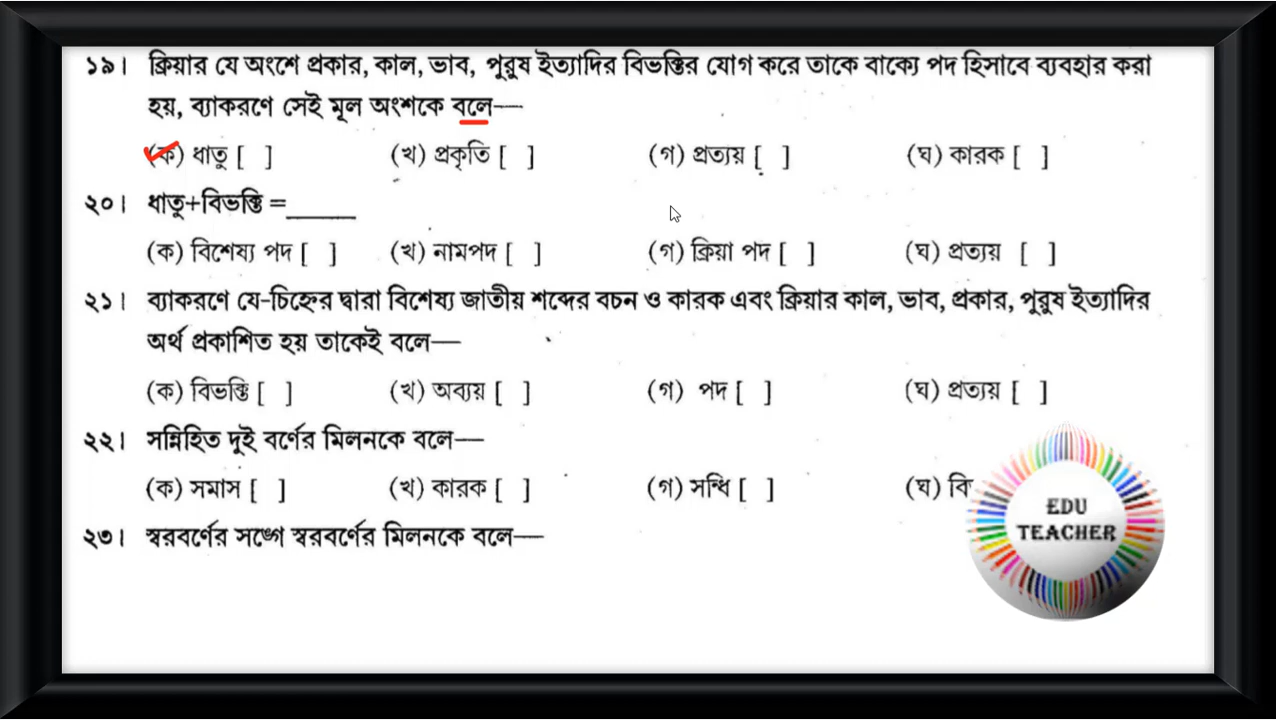 ১৯। ক্রিয়ার যে অংশে প্রকার, কাল, ভাব, পুরুষ ইত্যাদির বিভক্তির যোগ করে তাকে বাক্যে পদ হিসাবে ব্যবহার করা
হয়, ব্যাকরণে সেই মূল অংশকে বলে—
(ক) ধাতু [ ] (খ) প্রকৃতি [ ] (গ) প্রত্যয় [ ] (ঘ) কারক [ ]
২০। ধাতু+বিভক্তি =_____
(ক) বিশেষ্য পদ [ ] (খ) নামপদ [ ] (গ) ক্রিয়া পদ [ ] (ঘ) প্রত্যয় [ ]
২১। ব্যাকরণে যে-চিহ্নের দ্বারা বিশেষ্য জাতীয় শব্দের বচন ও কারক এবং ক্রিয়ার কাল, ভাব, প্রকার, পুরুষ ইত্যাদির
অর্থ প্রকাশিত হয় তাকেই বলে—
(ক) বিভক্তি [ ] (খ) অব্যয় [ ] (গ) পদ [ ] (ঘ) প্রত্যয় [ ]
২২। সন্নিহিত দুই বর্ণের মিলনকে বলে—
(ক) সমাস [ ] (খ) কারক [ ] (গ) সন্ধি [ ] (ঘ)
২৩। স্বরবর্ণের সঙ্গে স্বরবর্ণের মিলনকে বলে—
EDU
TEACHER